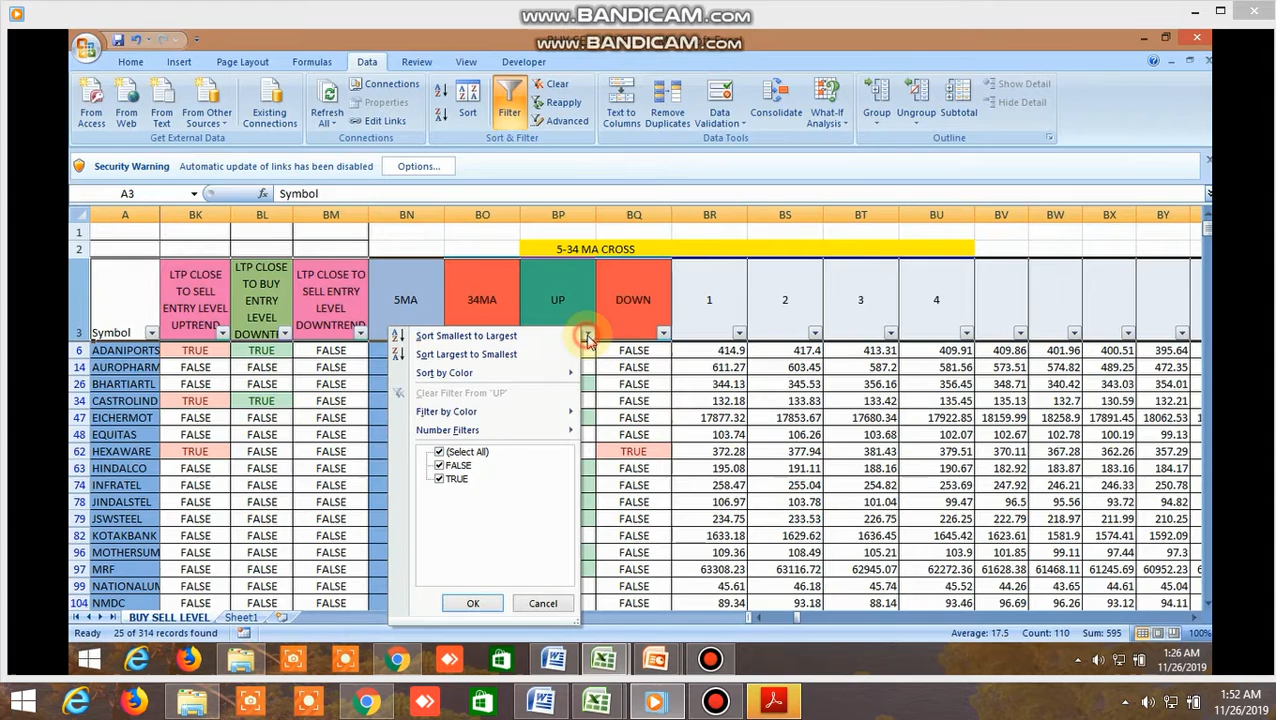 www.BANDICAM.com
www.BANDICAM.com
Home Insert Page Layout Formulas Data Review View Developer
From Access From Web From Text From Other Sources Existing Connections Refresh All Connections Properties Edit Links Sort Filter Clear Reapply Advanced Text to Columns Remove Duplicates Data Validation Consolidate What-If Analysis Group Ungroup Subtotal Show Detail Hide Detail
Get External Data Connections Sort & Filter Data Tools Outline
Security Warning Automatic update of links has been disabled Options...
A3 fx Symbol
A BK BL BM BN BO BP BQ BR BS BT BU BV BW BX BY
1
2 5-34 MA CROSS
3 Symbol LTP CLOSE TO SELL ENTRY LEVEL UPTREND LTP CLOSE TO BUY ENTRY LEVEL DOWNTI LTP CLOSE TO SELL ENTRY LEVEL DOWNTREND 5MA 34MA UP DOWN 1 2 3 4
6 ADANIPORTS TRUE TRUE FALSE FALSE 414.9 417.4 413.31 409.91 409.86 401.96 400.51 395.64
14 AUROPHARM FALSE FALSE FALSE FALSE 611.27 603.45 587.2 581.56 573.51 574.82 489.25 472.35
26 BHARTIARTL FALSE FALSE FALSE FALSE 344.13 345.53 356.4 351.85 346.71 340.42 343.03 354.01
34 CASTROLIND TRUE TRUE FALSE FALSE 132.18 133.83 133.42 135.45 135.51 132.7 130.59 132.21
47 EICHERMOT FALSE FALSE FALSE FALSE 17877.32 17853.67 17680.34 17922.85 18159.99 18258.9 17891.45 18062.53
48 EQUITAS FALSE FALSE FALSE FALSE 103.74 106.26 103.68 102.07 102.67 102.01 100.28 99.13
62 HEXAWARE TRUE FALSE FALSE TRUE 372.28 377.94 381.43 379.51 370.11 367.28 362.26 357.29
63 HINDALCO FALSE FALSE FALSE FALSE 195.08 191.11 188.16 190.67 187.92 183.2 183.16 184.17
74 INFRATEL FALSE FALSE FALSE FALSE 258.47 255.04 264.82 253.69 247.92 246.21 246.33 250.78
78 JINDALSTEL FALSE FALSE FALSE FALSE 106.97 103.78 101.04 99.47 96.5 95.6 93.72 94.82
79 JSWSTEEL FALSE FALSE FALSE FALSE 234.75 233.53 226.75 226.25 222.79 218.97 211.09 210.25
82 KOTAKBANK FALSE FALSE FALSE FALSE 1633.18 1629.62 1636.45 1645.42 1623.61 1581.9 1574.41 1592.09
96 MOTHERSUM FALSE FALSE FALSE FALSE 109.36 108.49 105.21 103.9 101.09 99.11 97.44 97.3
97 MRF FALSE FALSE FALSE FALSE 63308.23 63116.72 62945.07 62272.36 61628.38 61468.11 61245.69 60952.23
99 NATIONALUN FALSE FALSE FALSE FALSE 45.61 46.18 45.74 45.52 44.26 43.65 44.61 45.04
104 NMDC FALSE FALSE FALSE FALSE 89.34 93.18 88.14 93.46 96.69 96.26 93.12 94.11
Sort Smallest to Largest
Sort Largest to Smallest
Sort by Color
Clear Filter From 'UP'
Filter by Color
Number Filters
(Select All)
FALSE
TRUE
OK Cancel
BUY SELL LEVEL Sheet1
Ready 25 of 314 records found Average: 17.5 Count: 110 Sum: 595 100%
1:26 AM
11/26/2019
1:52 AM
11/26/2019